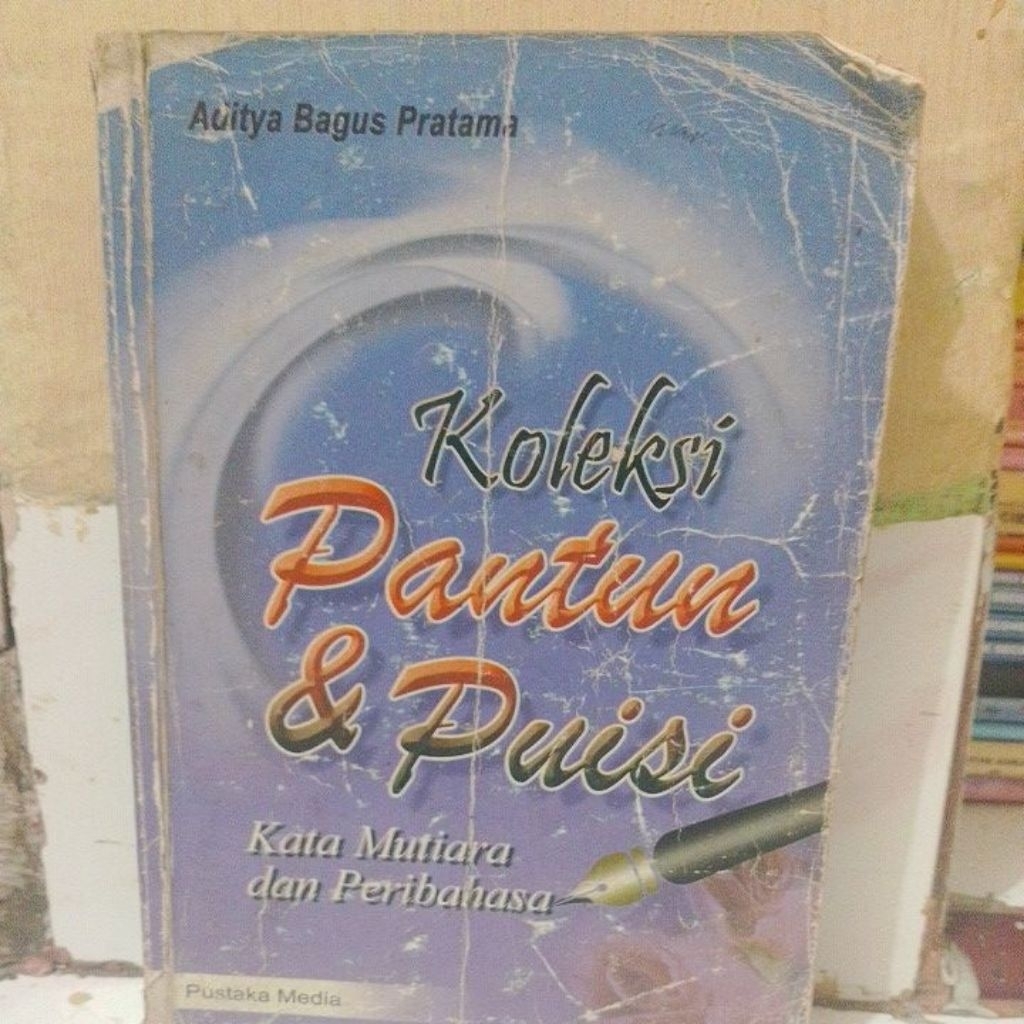 Aditya Bagus Pratama
Koleksi
Pantun
& Puisi
Kata Mutiara
dan Peribahasa
Pustaka Media